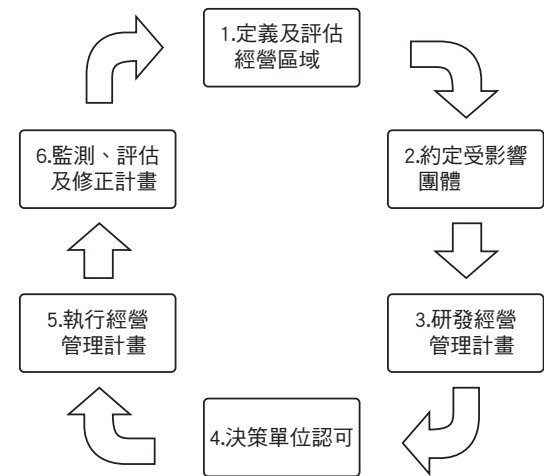 1.定義及評估
經營區域
2.約定受影響
團體
3.研發經營
管理計畫
4.決策單位認可
5.執行經營
管理計畫
6.監測、評估
及修正計畫